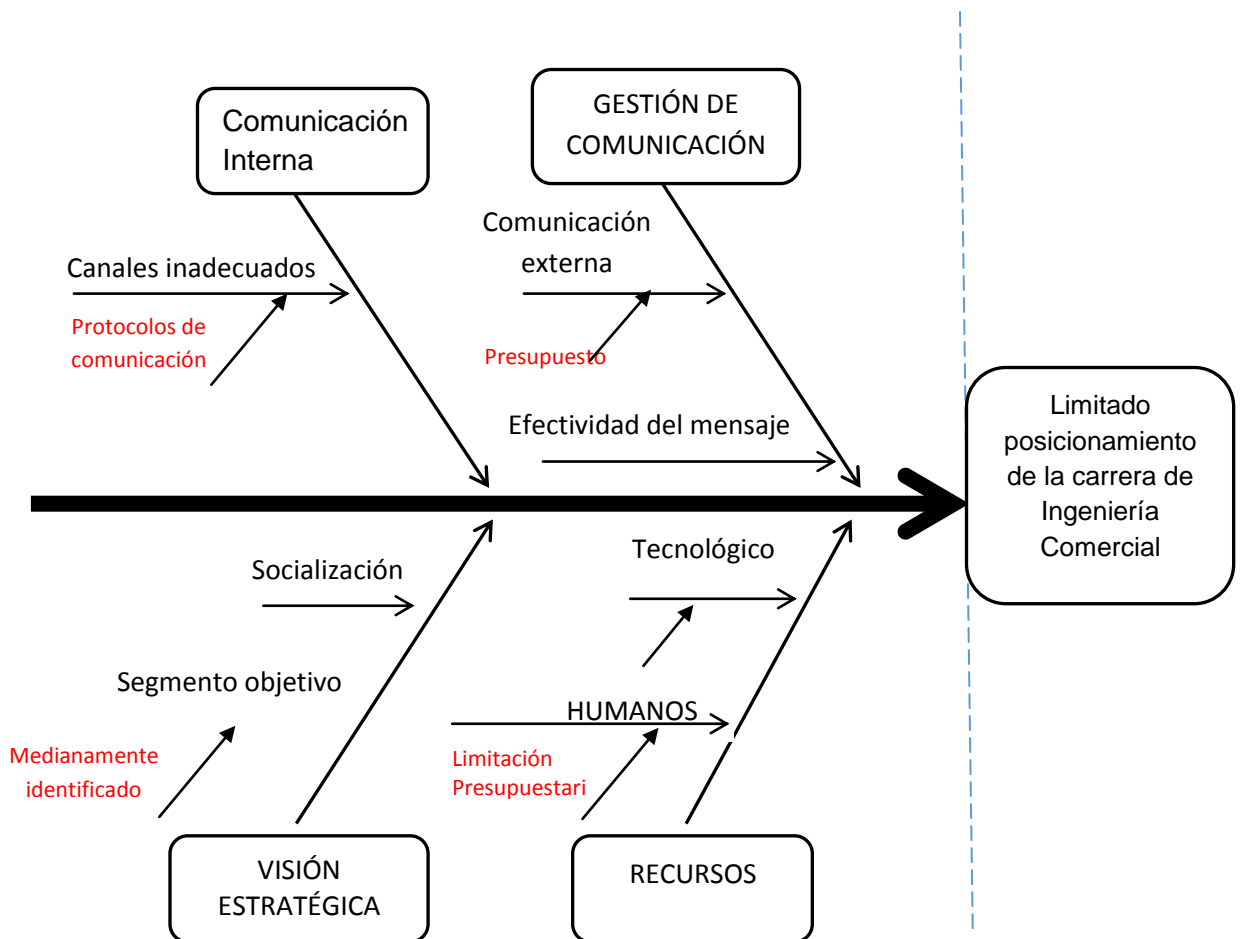 Comunicación
Interna
GESTIÓN DE
COMUNICACIÓN
Comunicación
externa
Canales inadecuados
Protocolos de
comunicación
Presupuesto
Efectividad del mensaje
Limitado
posicionamiento
de la carrera de
Ingeniería
Comercial
Tecnológico
Socialización
Segmento objetivo
HUMANOS
Medianamente
identificado
Limitación
Presupuestari
VISIÓN
ESTRATÉGICA
RECURSOS